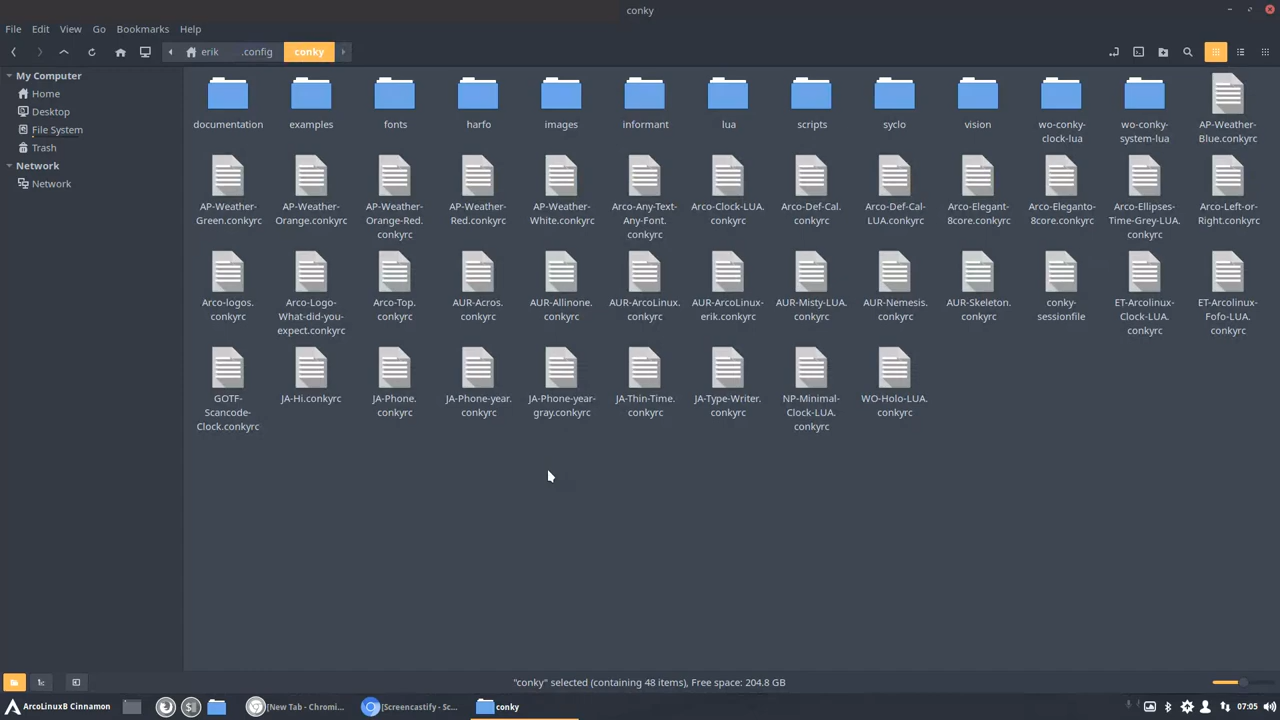 conky
File Edit View Go Bookmarks Help
erik .config conky
My Computer
Home
Desktop
File System
Trash
Network
Network
documentation examples fonts harfo images informant lua scripts syclo vision wo-conky-
clock-lua wo-conky-
system-lua AP-Weather-
Blue.conkyrc
AP-Weather-
Green.conkyrc
AP-Weather-
Orange.conkyrc
AP-Weather-
Orange-Red.
conkyrc
AP-Weather-
Red.conkyrc
AP-Weather-
White.conkyrc
Arco-Any-Text-
Any-Font.
conkyrc
Arco-Clock-LUA.
conkyrc
Arco-Def-Cal.
conkyrc
Arco-Def-Cal-
LUA.conkyrc
Arco-Elegant-
8core.conkyrc
Arco-Eleganto-
8core.conkyrc
Arco-Ellipses-
Time-Grey-LUA.
conkyrc
Arco-Left-or-
Right.conkyrc
Arco-logos.
conkyrc
Arco-Logo-
What-did-you-
expect.conkyrc
Arco-Top.
conkyrc
AUR-Acros.
conkyrc
AUR-Allinone.
conkyrc
AUR-ArcoLinux.
conkyrc
AUR-ArcoLinux-
erik.conkyrc
AUR-Misty-LUA.
conkyrc
AUR-Nemesis.
conkyrc
AUR-Skeleton.
conkyrc
conky-
sessionfile
ET-Arcolinux-
Clock-LUA.
conkyrc
ET-Arcolinux-
Fofo-LUA.
conkyrc
GOTF-
Scancode-
Clock.conkyrc
JA-Hi.conkyrc
JA-Phone.
conkyrc
JA-Phone-year.
conkyrc
JA-Phone-year-
gray.conkyrc
JA-Thin-Time.
conkyrc
JA-Type-Writer.
conkyrc
NP-Minimal-
Clock-LUA.
conkyrc
WO-Holo-LUA.
conkyrc
"conky" selected (containing 48 items), Free space: 204.8 GB
ArcoLinuxB Cinnamon [New Tab - Chromi... [Screencastify - Sc... conky 07:05